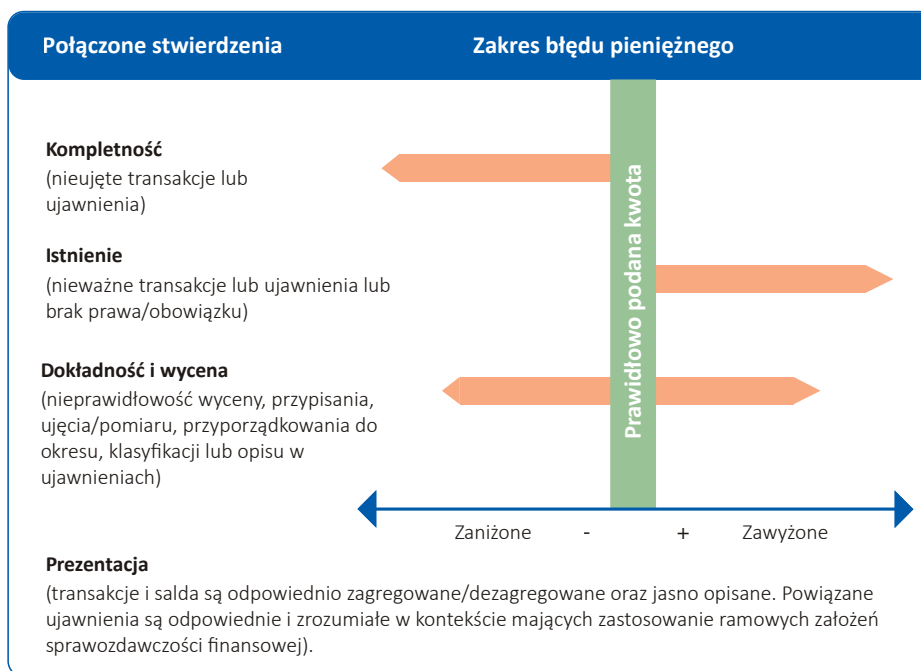 Połączone stwierdzenia
Zakres błędu pieniężnego
Kompletność
(nieujęte transakcje lub
ujawnienia)
Istnienie
(nieważne transakcje lub ujawnienia lub
brak prawa/obowiązku)
Dokładność i wycena
(nieprawidłowość wyceny, przypisania,
ujęcia/pomiaru, przyporządkowania do
okresu, klasyfikacji lub opisu w
ujawnieniach)
Prawidłowo podana kwota
Zaniżone - + Zawyżone
Prezentacja
(transakcje i salda są odpowiednio zagregowane/dezagregowane oraz jasno opisane. Powiązane
ujawnienia są odpowiednie i zrozumiałe w kontekście mających zastosowanie ramowych założeń
sprawozdawczości finansowej).